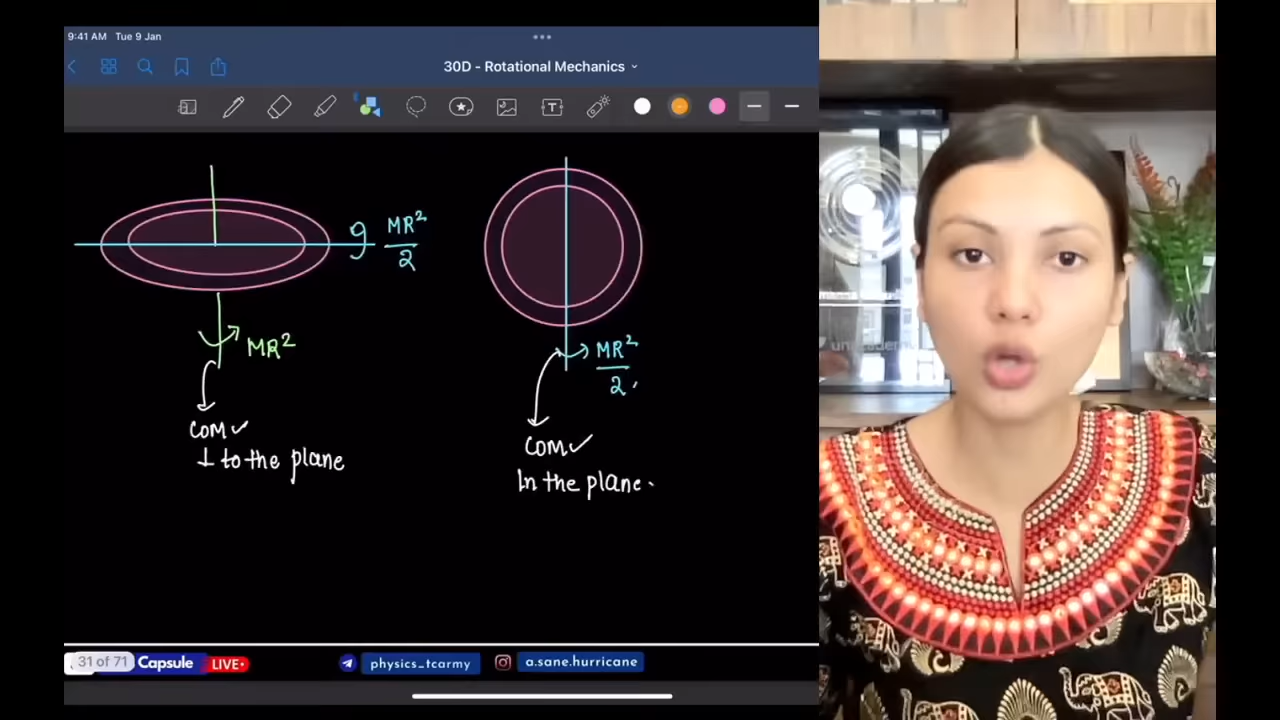 9:41 AM Tue 9 Jan
30D - Rotational Mechanics
T
MR²
2
MR²
MR²
2
COM✓
⊥ to the plane
COM✓
In the plane.
31 of 71 Capsule LIVE
physics_tcarmy
a.sane.hurricane